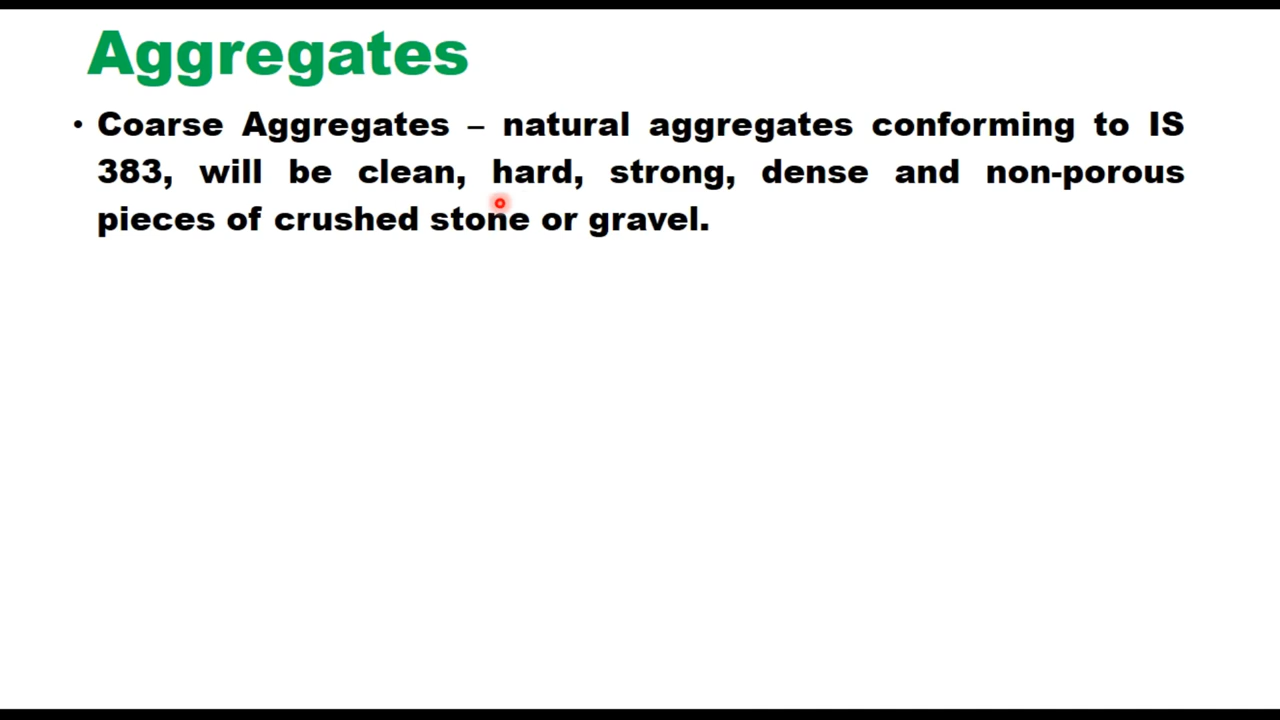 Aggregates
• Coarse Aggregates – natural aggregates conforming to IS
383, will be clean, hard, strong, dense and non-porous
pieces of crushed stone or gravel.